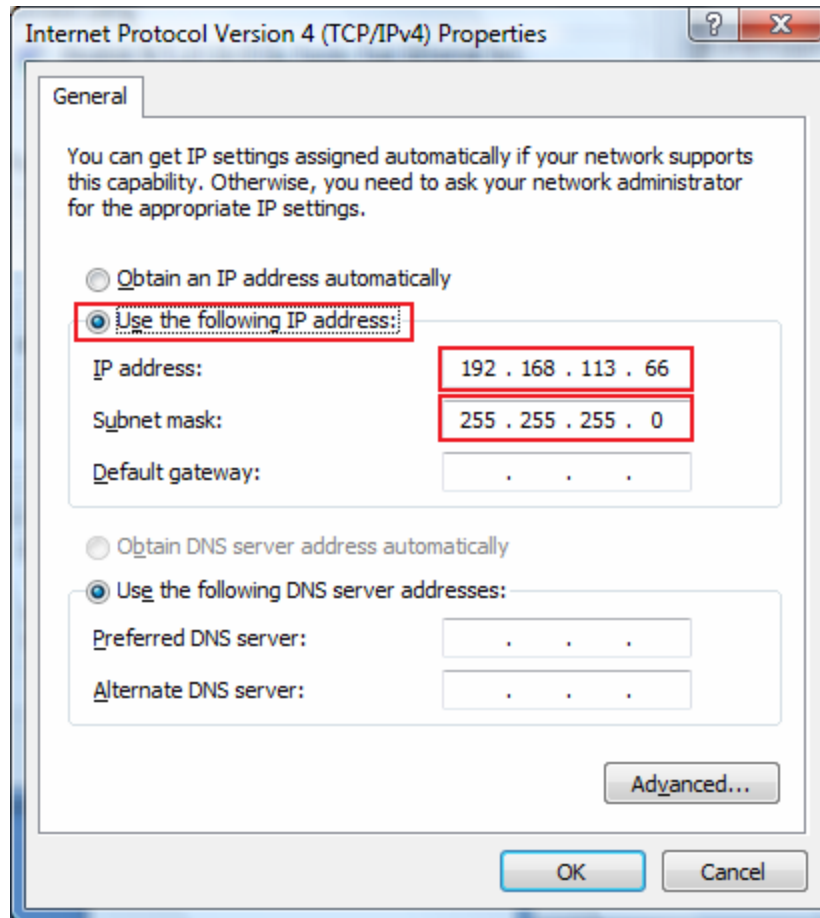 Internet Protocol Version 4 (TCP/IPv4) Properties
General
You can get IP settings assigned automatically if your network supports
this capability. Otherwise, you need to ask your network administrator
for the appropriate IP settings.
Obtain an IP address automatically
Use the following IP address:
IP address: 192 . 168 . 113 . 66
Subnet mask: 255 . 255 . 255 . 0
Default gateway: . . .
Obtain DNS server address automatically
Use the following DNS server addresses:
Preferred DNS server: . . .
Alternate DNS server: . . .
Advanced...
OK Cancel